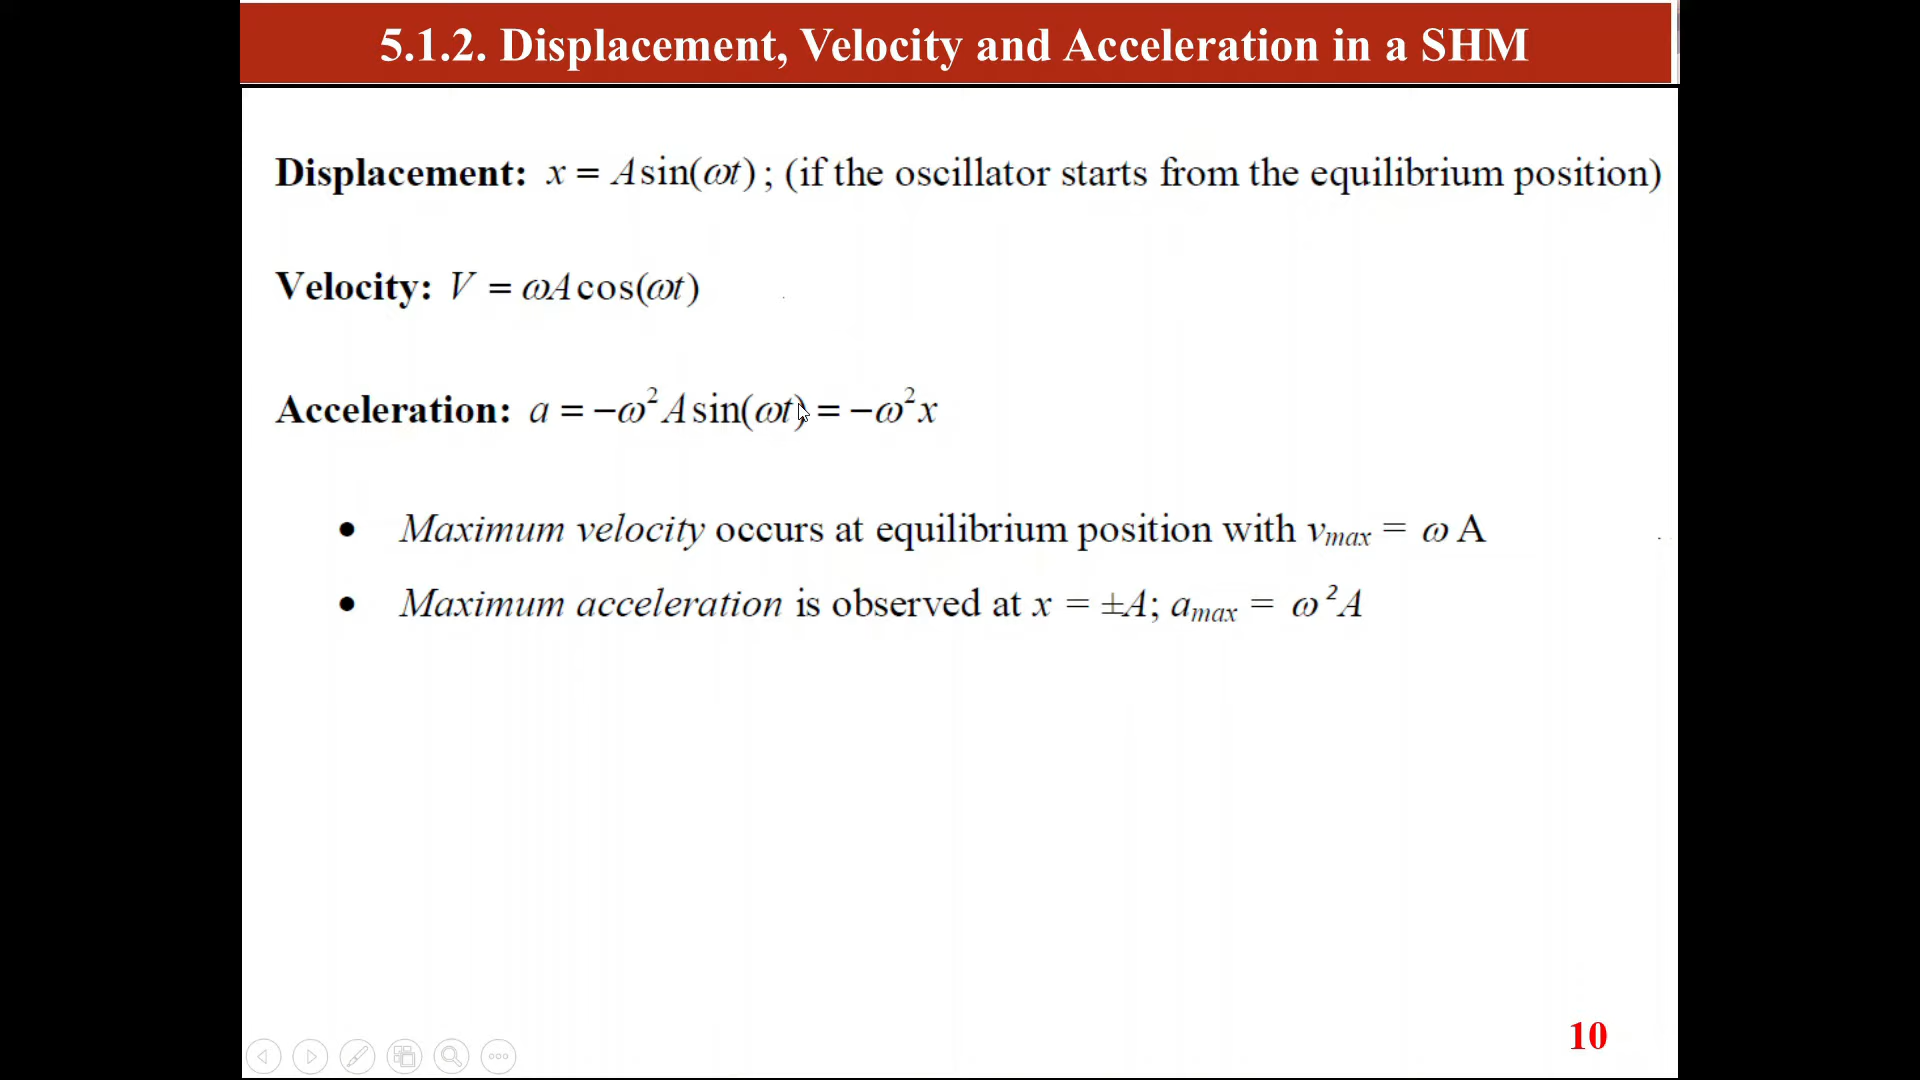 5.1.2. Displacement, Velocity and Acceleration in a SHM
Displacement: x = A sin(ωt) ; (if the oscillator starts from the equilibrium position)
Velocity: V = ωA cos(ωt)
Acceleration: a = −ω² A sin(ωt) = −ω² x
• Maximum velocity occurs at equilibrium position with vmax = ω A
• Maximum acceleration is observed at x = ±A; amax = ω ²A
10